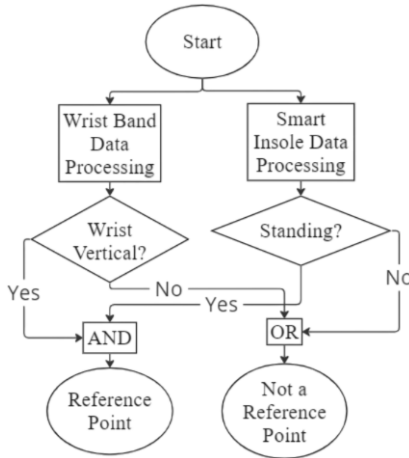 Start
Wrist Band
Data
Processing
Smart
Insole Data
Processing
Wrist
Vertical?
Standing?
Yes
No
Yes
No
AND
OR
Reference
Point
Not a
Reference
Point